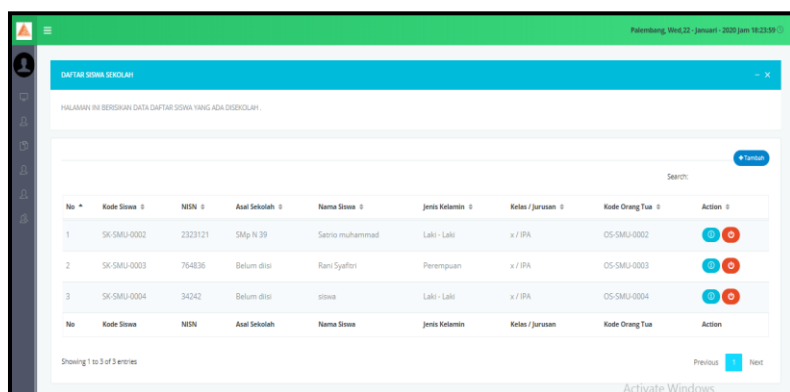 Palembang, Wed,22 - Januari - 2020 Jam 18:23:59
DAFTAR SISWA SEKOLAH
HALAMAN INI BERISIKAN DATA DAFTAR SISWA YANG ADA DISEKOLAH .
+ Tambah
Search:
No Kode Siswa NISN Asal Sekolah Nama Siswa Jenis Kelamin Kelas / Jurusan Kode Orang Tua Action
1 SK-SMU-0002 2323121 SMp N 39 Satrio muhammad Laki - Laki x / IPA OS-SMU-0002
2 SK-SMU-0003 764836 Belum diisi Rani Syafitri Perempuan x / IPA OS-SMU-0003
3 SK-SMU-0004 34242 Belum diisi siswa Laki - Laki x / IPA OS-SMU-0004
No Kode Siswa NISN Asal Sekolah Nama Siswa Jenis Kelamin Kelas / Jurusan Kode Orang Tua Action
Showing 1 to 3 of 3 entries
Previous 1 Next
Activate Windows